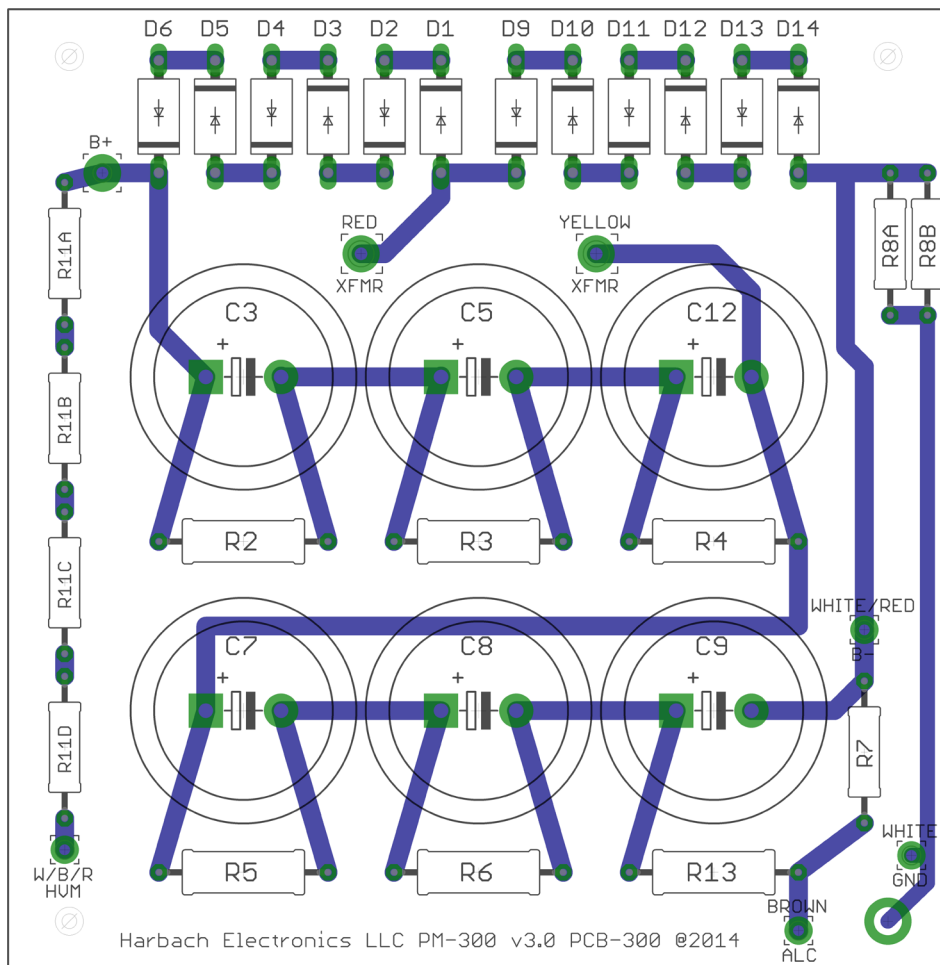 D6 D5 D4 D3 D2 D1 D9 D10 D11 D12 D13 D14
B+
RED
YELLOW
XFMR
XFMR
R11A
R8A
R8B
C3
C5
C12
+
+
+
R11B
R2
R3
R4
R11C
WHITE/RED
B-
C7
C8
C9
+
+
+
R11D
R7
WHITE
GND
W/B/R
HVM
R5
R6
R13
BROWN
ALC
Harbach Electronics LLC PM-300 v3.0 PCB-300 @2014